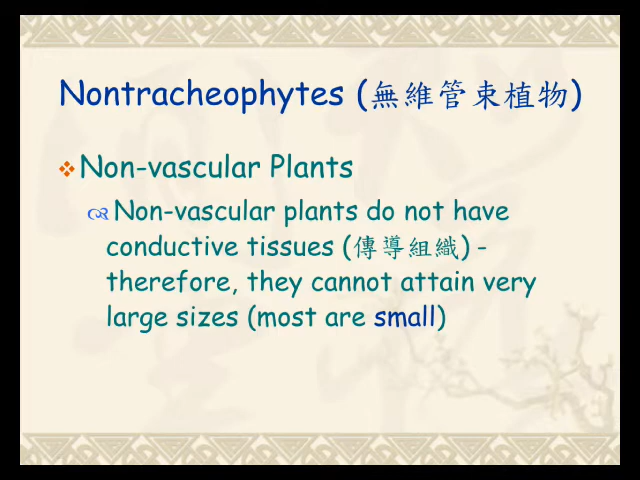 Nontracheophytes (無維管束植物)
Non-vascular Plants
Non-vascular plants do not have
conductive tissues (傳導組織) -
therefore, they cannot attain very
large sizes (most are small)